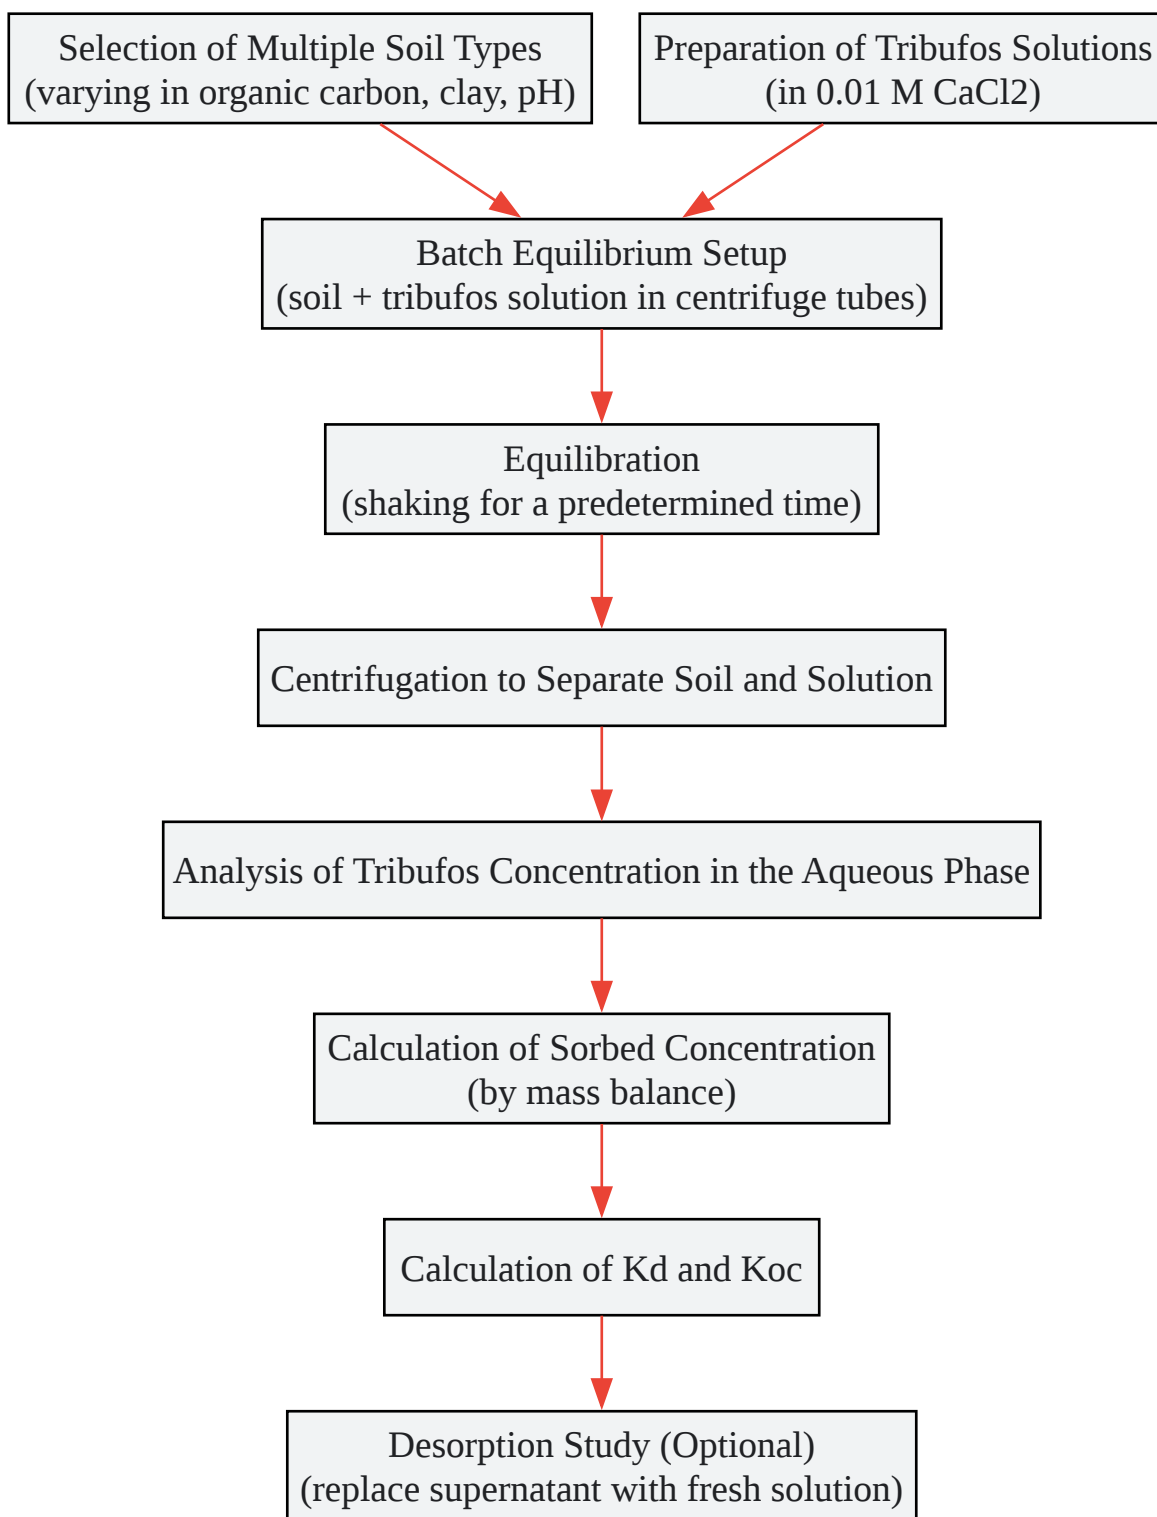 Selection of Multiple Soil Types
(varying in organic carbon, clay, pH)
Preparation of Tribufos Solutions
(in 0.01 M CaCl2)
Batch Equilibrium Setup
(soil + tribufos solution in centrifuge tubes)
Equilibration
(shaking for a predetermined time)
Centrifugation to Separate Soil and Solution
Analysis of Tribufos Concentration in the Aqueous Phase
Calculation of Sorbed Concentration
(by mass balance)
Calculation of Kd and Koc
Desorption Study (Optional)
(replace supernatant with fresh solution)